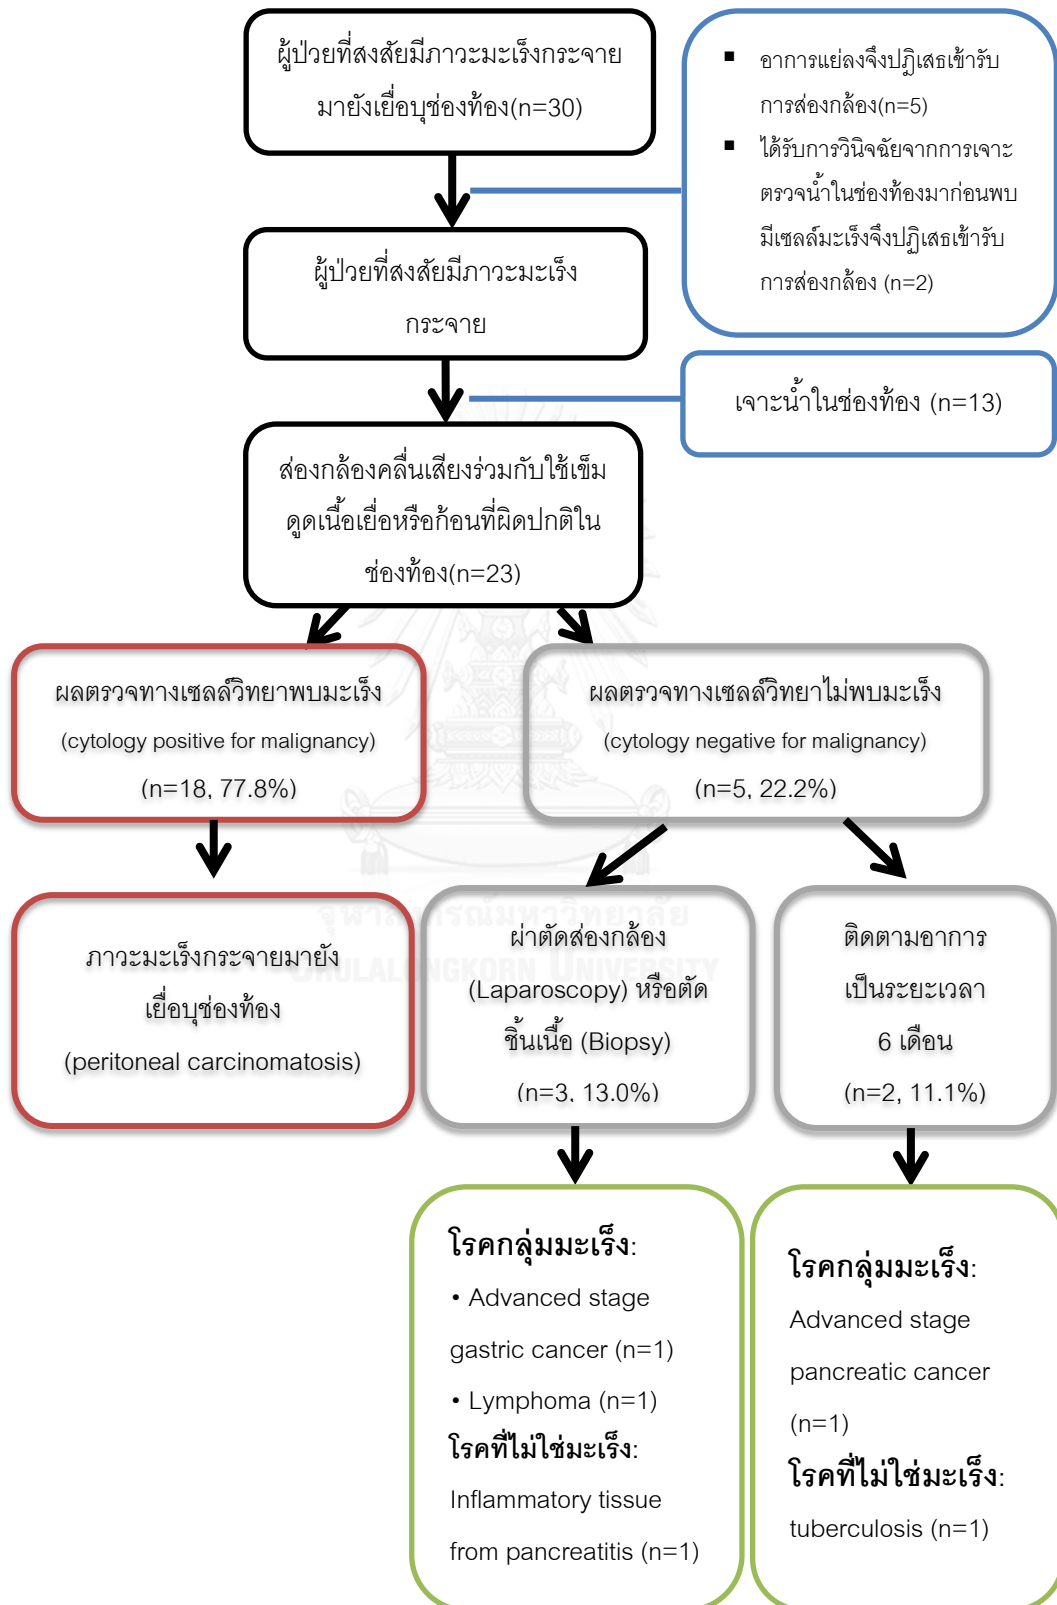 ผู้ป่วยที่สงสัยมีภาวะมะเร็งกระจาย
มายังเยื่อบุช่องท้อง(n=30)
▪ อาการแย่ลงจึงปฏิเสธเข้ารับ
การส่องกล้อง(n=5)
▪ ได้รับการวินิจฉัยจากการเจาะ
ตรวจน้ำในช่องท้องมาก่อนพบ
มีเซลล์มะเร็งจึงปฏิเสธเข้ารับ
การส่องกล้อง (n=2)
ผู้ป่วยที่สงสัยมีภาวะมะเร็ง
กระจาย
เจาะน้ำในช่องท้อง (n=13)
ส่องกล้องคลื่นเสียงร่วมกับใช้เข็ม
ดูดเนื้อเยื่อหรือก้อนที่ผิดปกติใน
ช่องท้อง(n=23)
ผลตรวจทางเซลล์วิทยาพบมะเร็ง
(cytology positive for malignancy)
(n=18, 77.8%)
ผลตรวจทางเซลล์วิทยาไม่พบมะเร็ง
(cytology negative for malignancy)
(n=5, 22.2%)
ภาวะมะเร็งกระจายมายัง
เยื่อบุช่องท้อง
(peritoneal carcinomatosis)
ผ่าตัดส่องกล้อง
(Laparoscopy) หรือตัด
ชิ้นเนื้อ (Biopsy)
(n=3, 13.0%)
ติดตามอาการ
เป็นระยะเวลา
6 เดือน
(n=2, 11.1%)
จุฬาลงกรณ์มหาวิทยาลัย
CHULALONGKORN UNIVERSITY
โรคกลุ่มมะเร็ง:
• Advanced stage
gastric cancer (n=1)
• Lymphoma (n=1)
โรคที่ไม่ใช่มะเร็ง:
Inflammatory tissue
from pancreatitis (n=1)
โรคกลุ่มมะเร็ง:
Advanced stage
pancreatic cancer
(n=1)
โรคที่ไม่ใช่มะเร็ง:
tuberculosis (n=1)